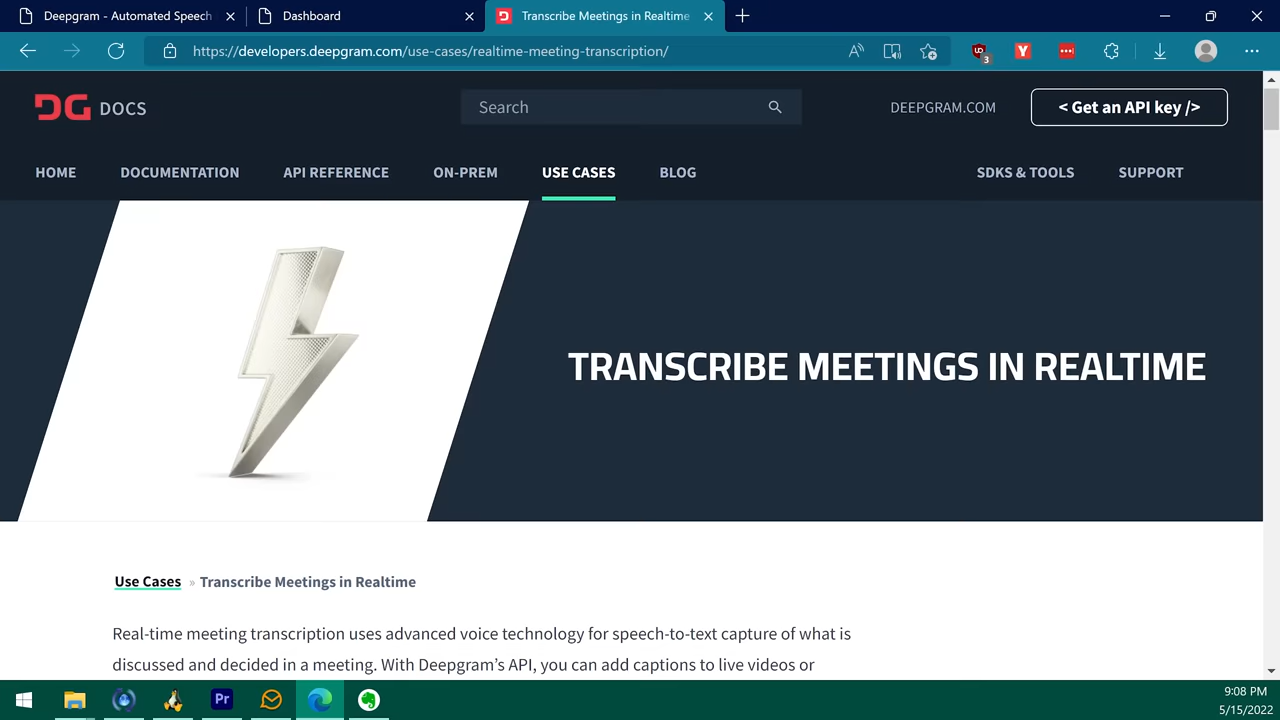 Deepgram - Automated Speech
Dashboard
Transcribe Meetings in Realtime
https://developers.deepgram.com/use-cases/realtime-meeting-transcription/
3
DG DOCS
Search
DEEPGRAM.COM
< Get an API key />
HOME
DOCUMENTATION
API REFERENCE
ON-PREM
USE CASES
BLOG
SDKS & TOOLS
SUPPORT
TRANSCRIBE MEETINGS IN REALTIME
Use Cases » Transcribe Meetings in Realtime
Real-time meeting transcription uses advanced voice technology for speech-to-text capture of what is
discussed and decided in a meeting. With Deepgram’s API, you can add captions to live videos or
Pr
9:08 PM
5/15/2022